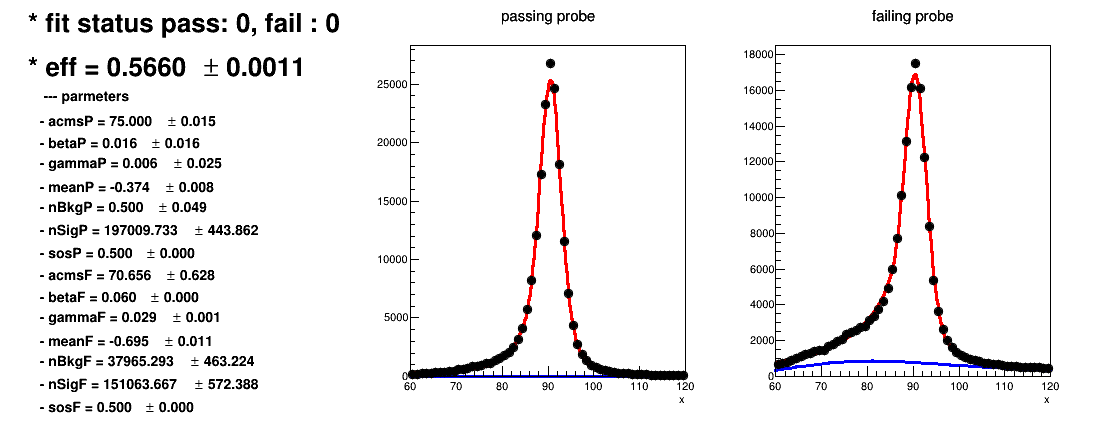 * fit status pass: 0, fail : 0
* eff = 0.5660 ± 0.0011
--- parmeters
- acmsP = 75.000 ± 0.015
- betaP = 0.016 ± 0.016
- gammaP = 0.006 ± 0.025
- meanP = -0.374 ± 0.008
- nBkgP = 0.500 ± 0.049
- nSigP = 197009.733 ± 443.862
- sosP = 0.500 ± 0.000
- acmsF = 70.656 ± 0.628
- betaF = 0.060 ± 0.000
- gammaF = 0.029 ± 0.001
- meanF = -0.695 ± 0.011
- nBkgF = 37965.293 ± 463.224
- nSigF = 151063.667 ± 572.388
- sosF = 0.500 ± 0.000
passing probe
25000
20000
15000
10000
5000
0
60 70 80 90 100 110 120
x
failing probe
18000
16000
14000
12000
10000
8000
6000
4000
2000
0
60 70 80 90 100 110 120
x